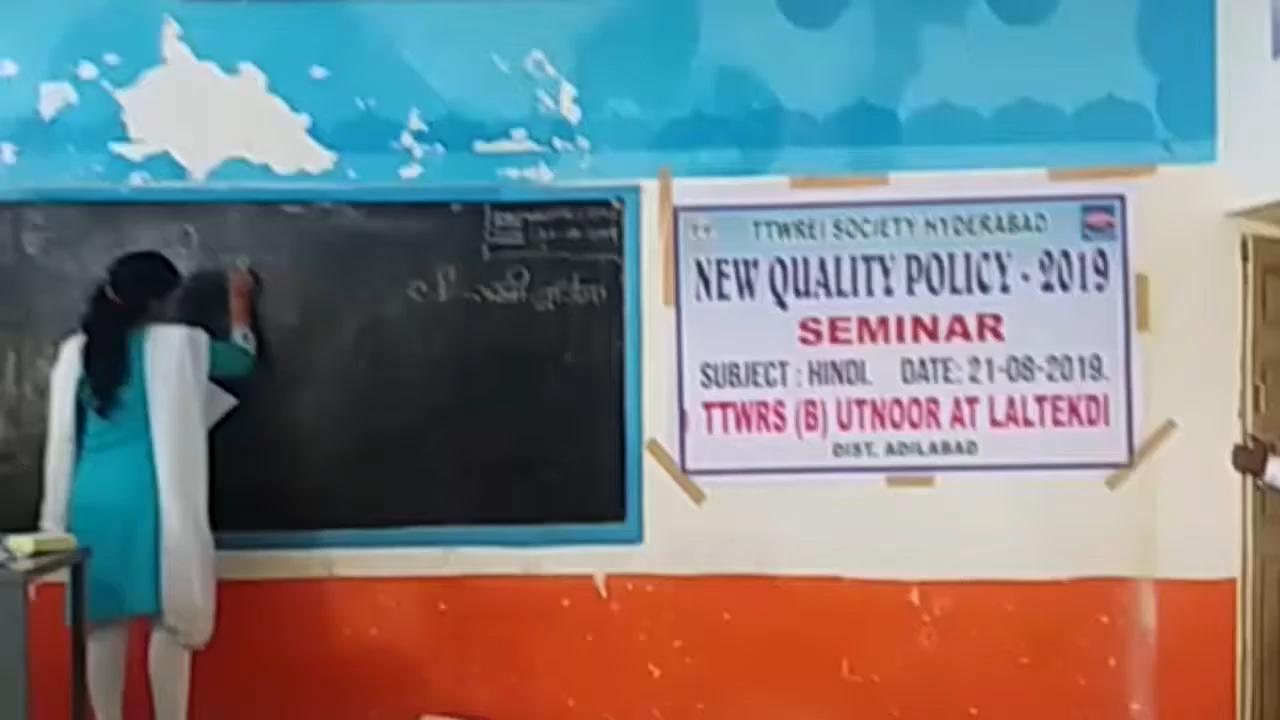 TTWREI SOCIETY HYDERABAD
NEW QUALITY POLICY - 2019
SEMINAR
SUBJECT : HINDI. DATE: 21-08-2019.
TTWRS (B) UTNOOR AT LALTEKDI
DIST. ADILABAD